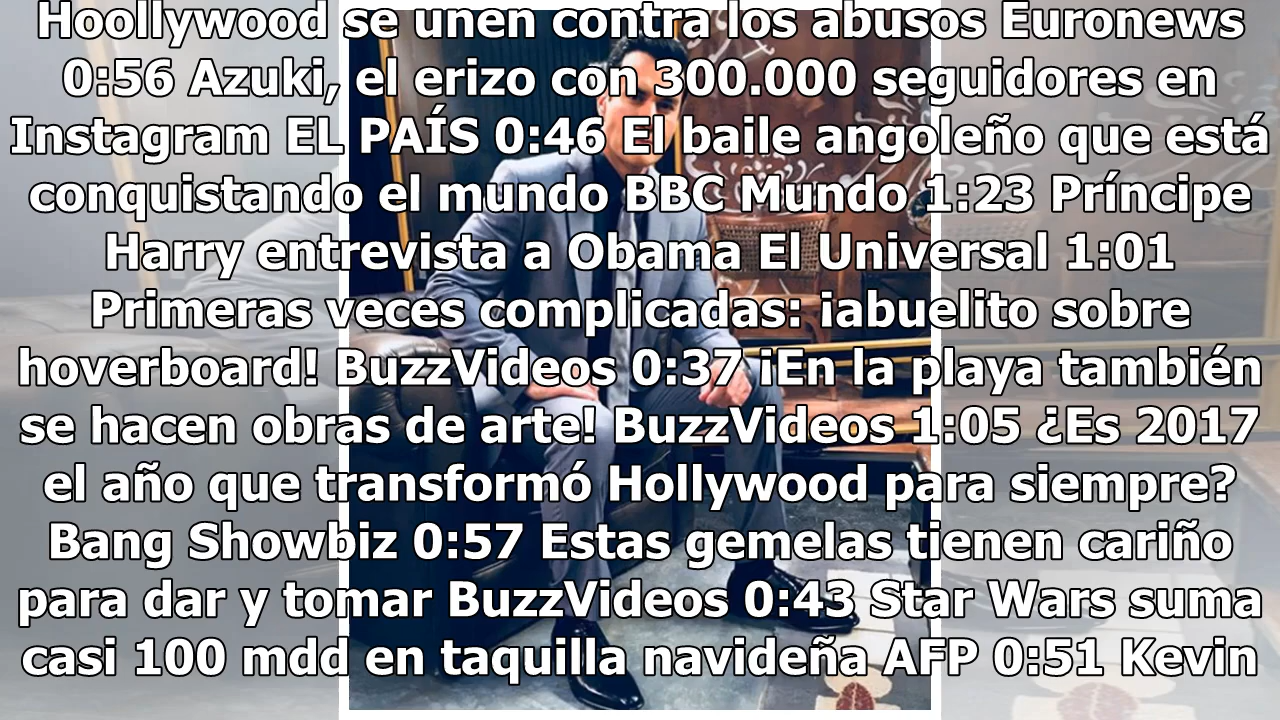 Hoollywood se unen contra los abusos Euronews
0:56 Azuki, el erizo con 300.000 seguidores en
Instagram EL PAÍS 0:46 El baile angoleño que está
conquistando el mundo BBC Mundo 1:23 Príncipe
Harry entrevista a Obama El Universal 1:01
Primeras veces complicadas: ¡abuelito sobre
hoverboard! BuzzVideos 0:37 ¡En la playa también
se hacen obras de arte! BuzzVideos 1:05 ¿Es 2017
el año que transformó Hollywood para siempre?
Bang Showbiz 0:57 Estas gemelas tienen cariño
para dar y tomar BuzzVideos 0:43 Star Wars suma
casi 100 mdd en taquilla navideña AFP 0:51 Kevin